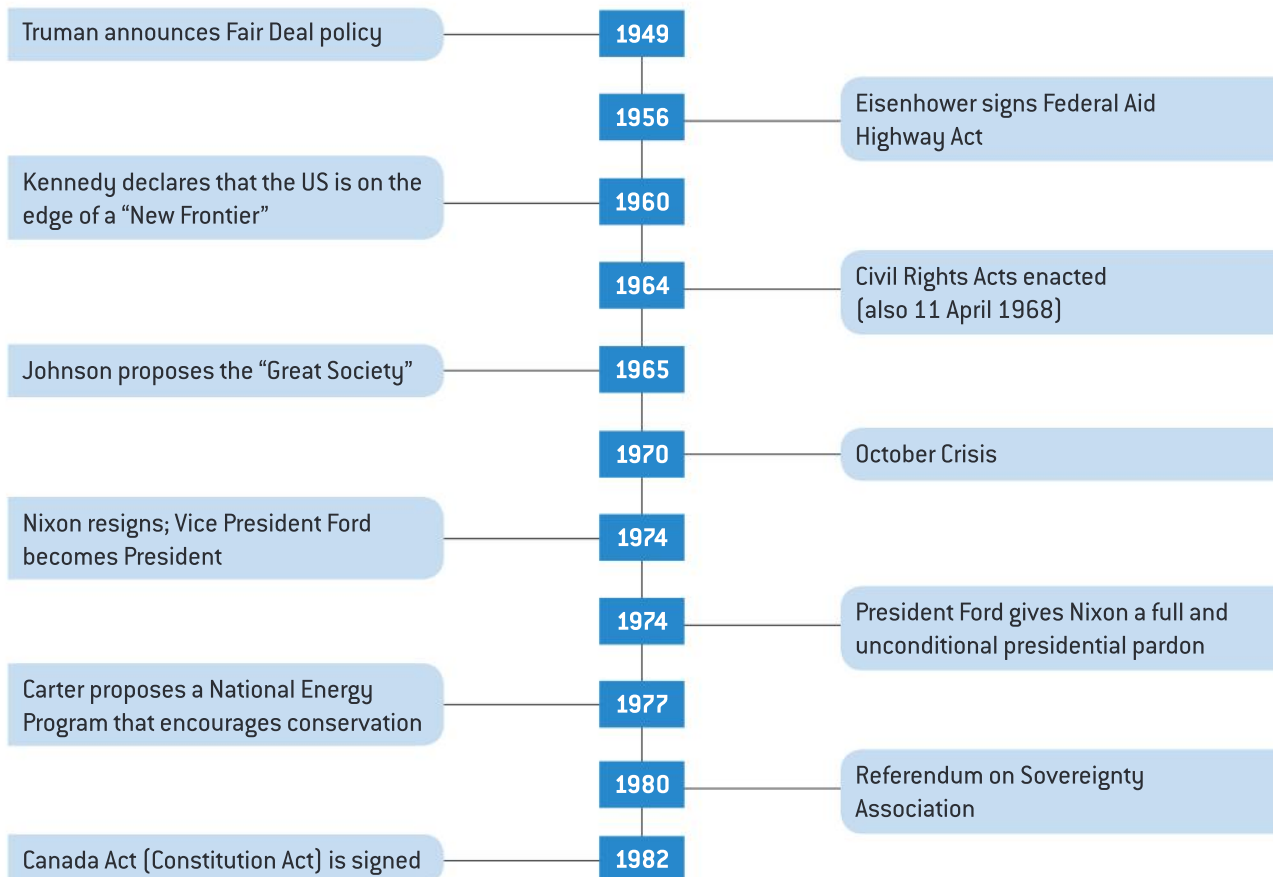 Truman announces Fair Deal policy
1949
1956
Eisenhower signs Federal Aid
Highway Act
Kennedy declares that the US is on the
edge of a “New Frontier”
1960
1964
Civil Rights Acts enacted
(also 11 April 1968)
Johnson proposes the “Great Society”
1965
1970
October Crisis
Nixon resigns; Vice President Ford
becomes President
1974
1974
President Ford gives Nixon a full and
unconditional presidential pardon
Carter proposes a National Energy
Program that encourages conservation
1977
1980
Referendum on Sovereignty
Association
Canada Act (Constitution Act) is signed
1982